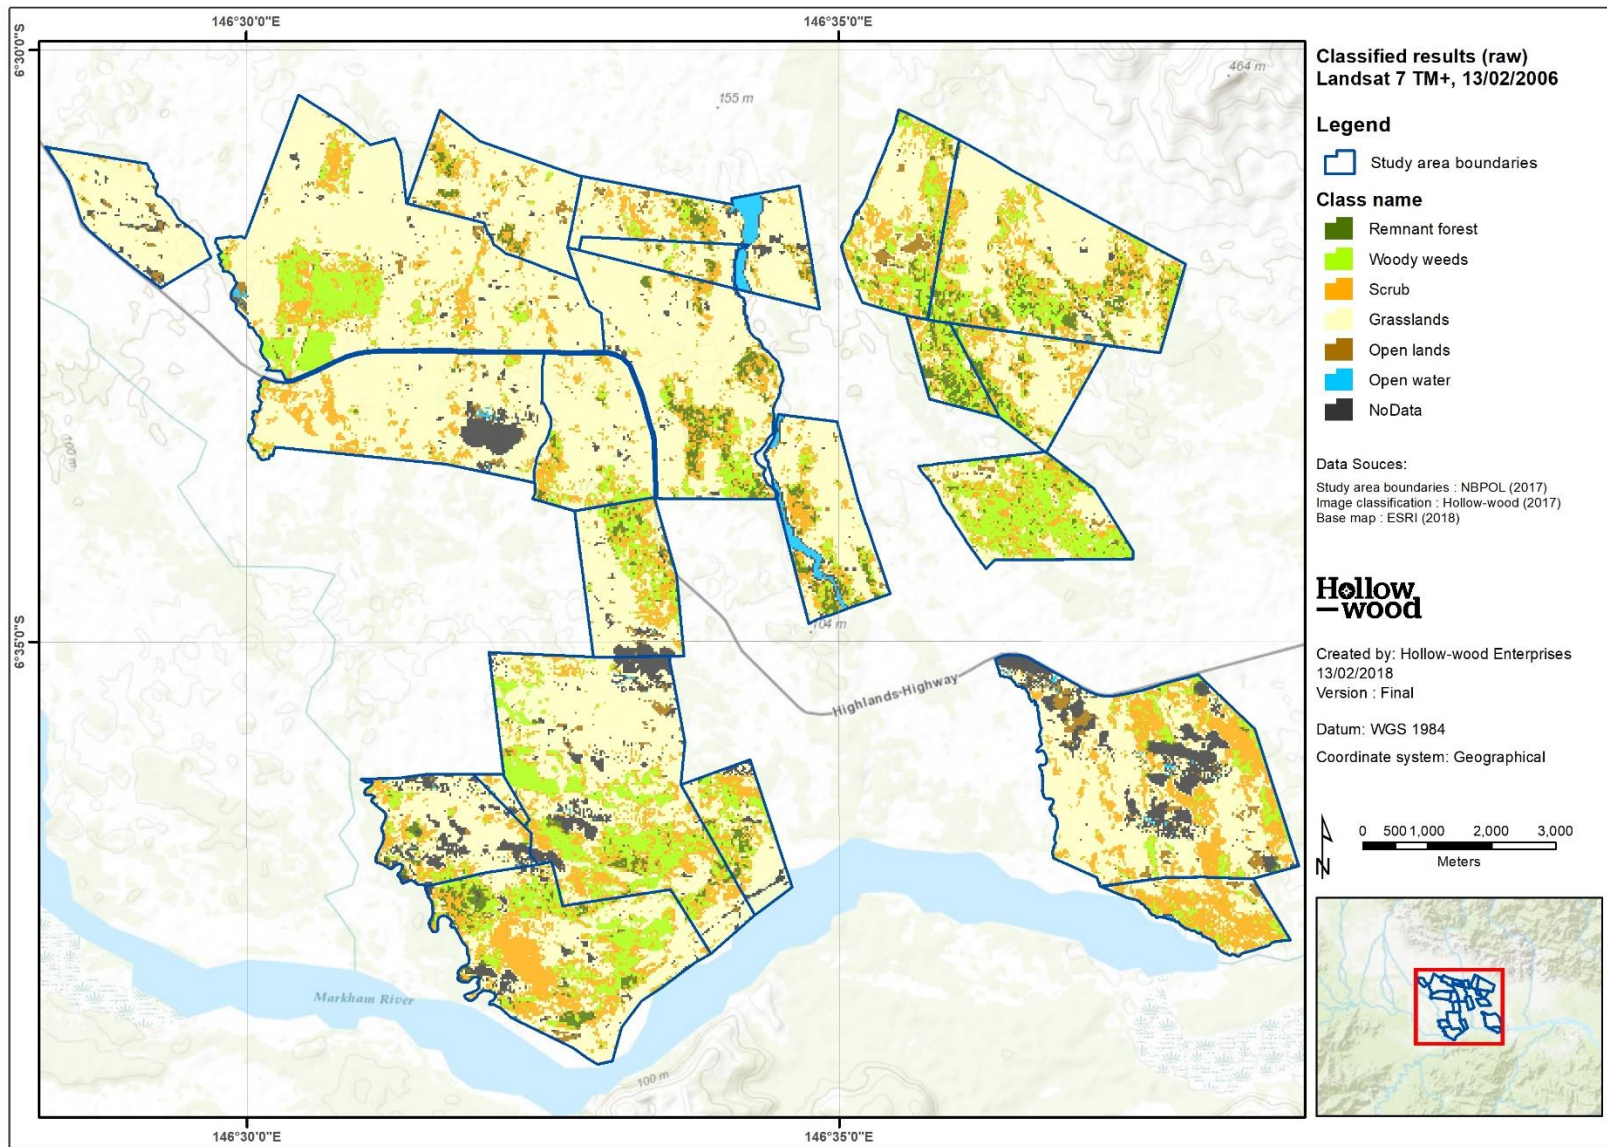 146°30'0"E
146°35'0"E
6°30'0"S
464 m
155 m
100 m
104 m
6°35'0"S
Highlands-Highway
Markham River
100 m
146°30'0"E
146°35'0"E
Classified results (raw)
Landsat 7 TM+, 13/02/2006
Legend
Study area boundaries
Class name
Remnant forest
Woody weeds
Scrub
Grasslands
Open lands
Open water
NoData
Data Souces:
Study area boundaries : NBPOL (2017)
Image classification : Hollow-wood (2017)
Base map : ESRI (2018)
Hollow
–wood
Created by: Hollow-wood Enterprises
13/02/2018
Version : Final
Datum: WGS 1984
Coordinate system: Geographical
N
0 500 1,000 2,000 3,000
Meters